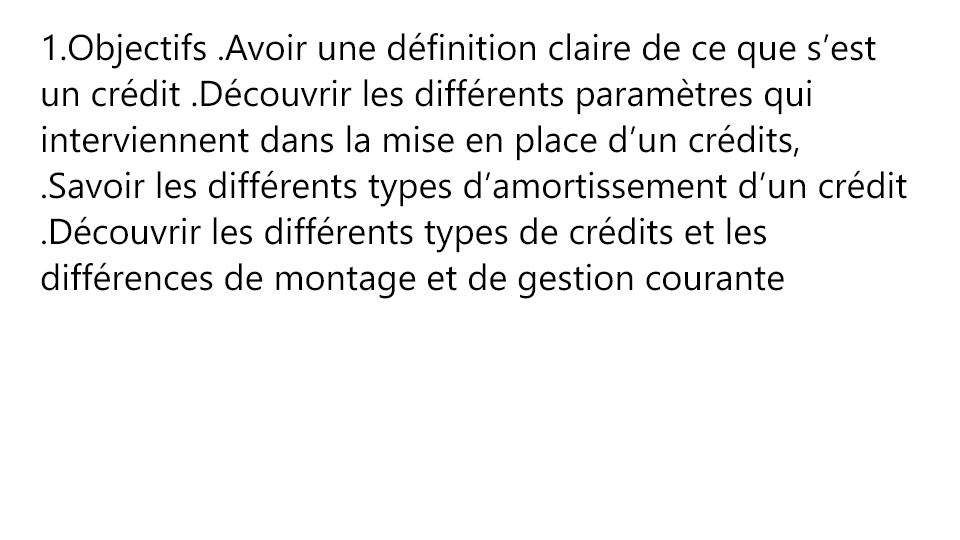 1.Objectifs .Avoir une définition claire de ce que s’est
un crédit .Découvrir les différents paramètres qui
interviennent dans la mise en place d’un crédits,
.Savoir les différents types d’amortissement d’un crédit
.Découvrir les différents types de crédits et les
différences de montage et de gestion courante